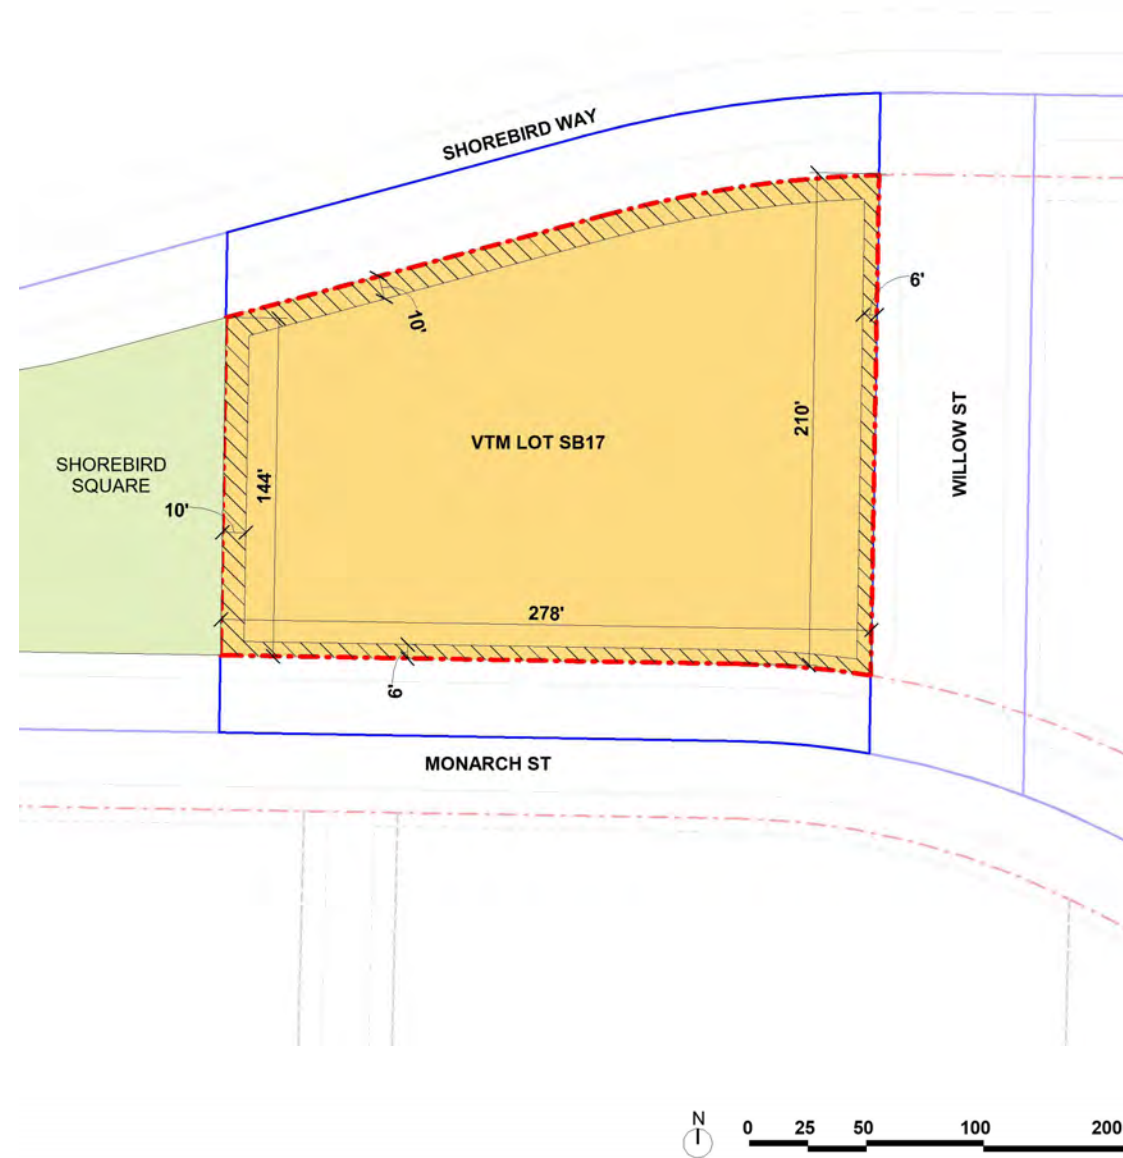 SHOREBIRD WAY
6'
10'
WILLOW ST
210'
VTM LOT SB17
SHOREBIRD
SQUARE
144'
10'
278'
6'
MONARCH ST
N
0 25 50 100 200